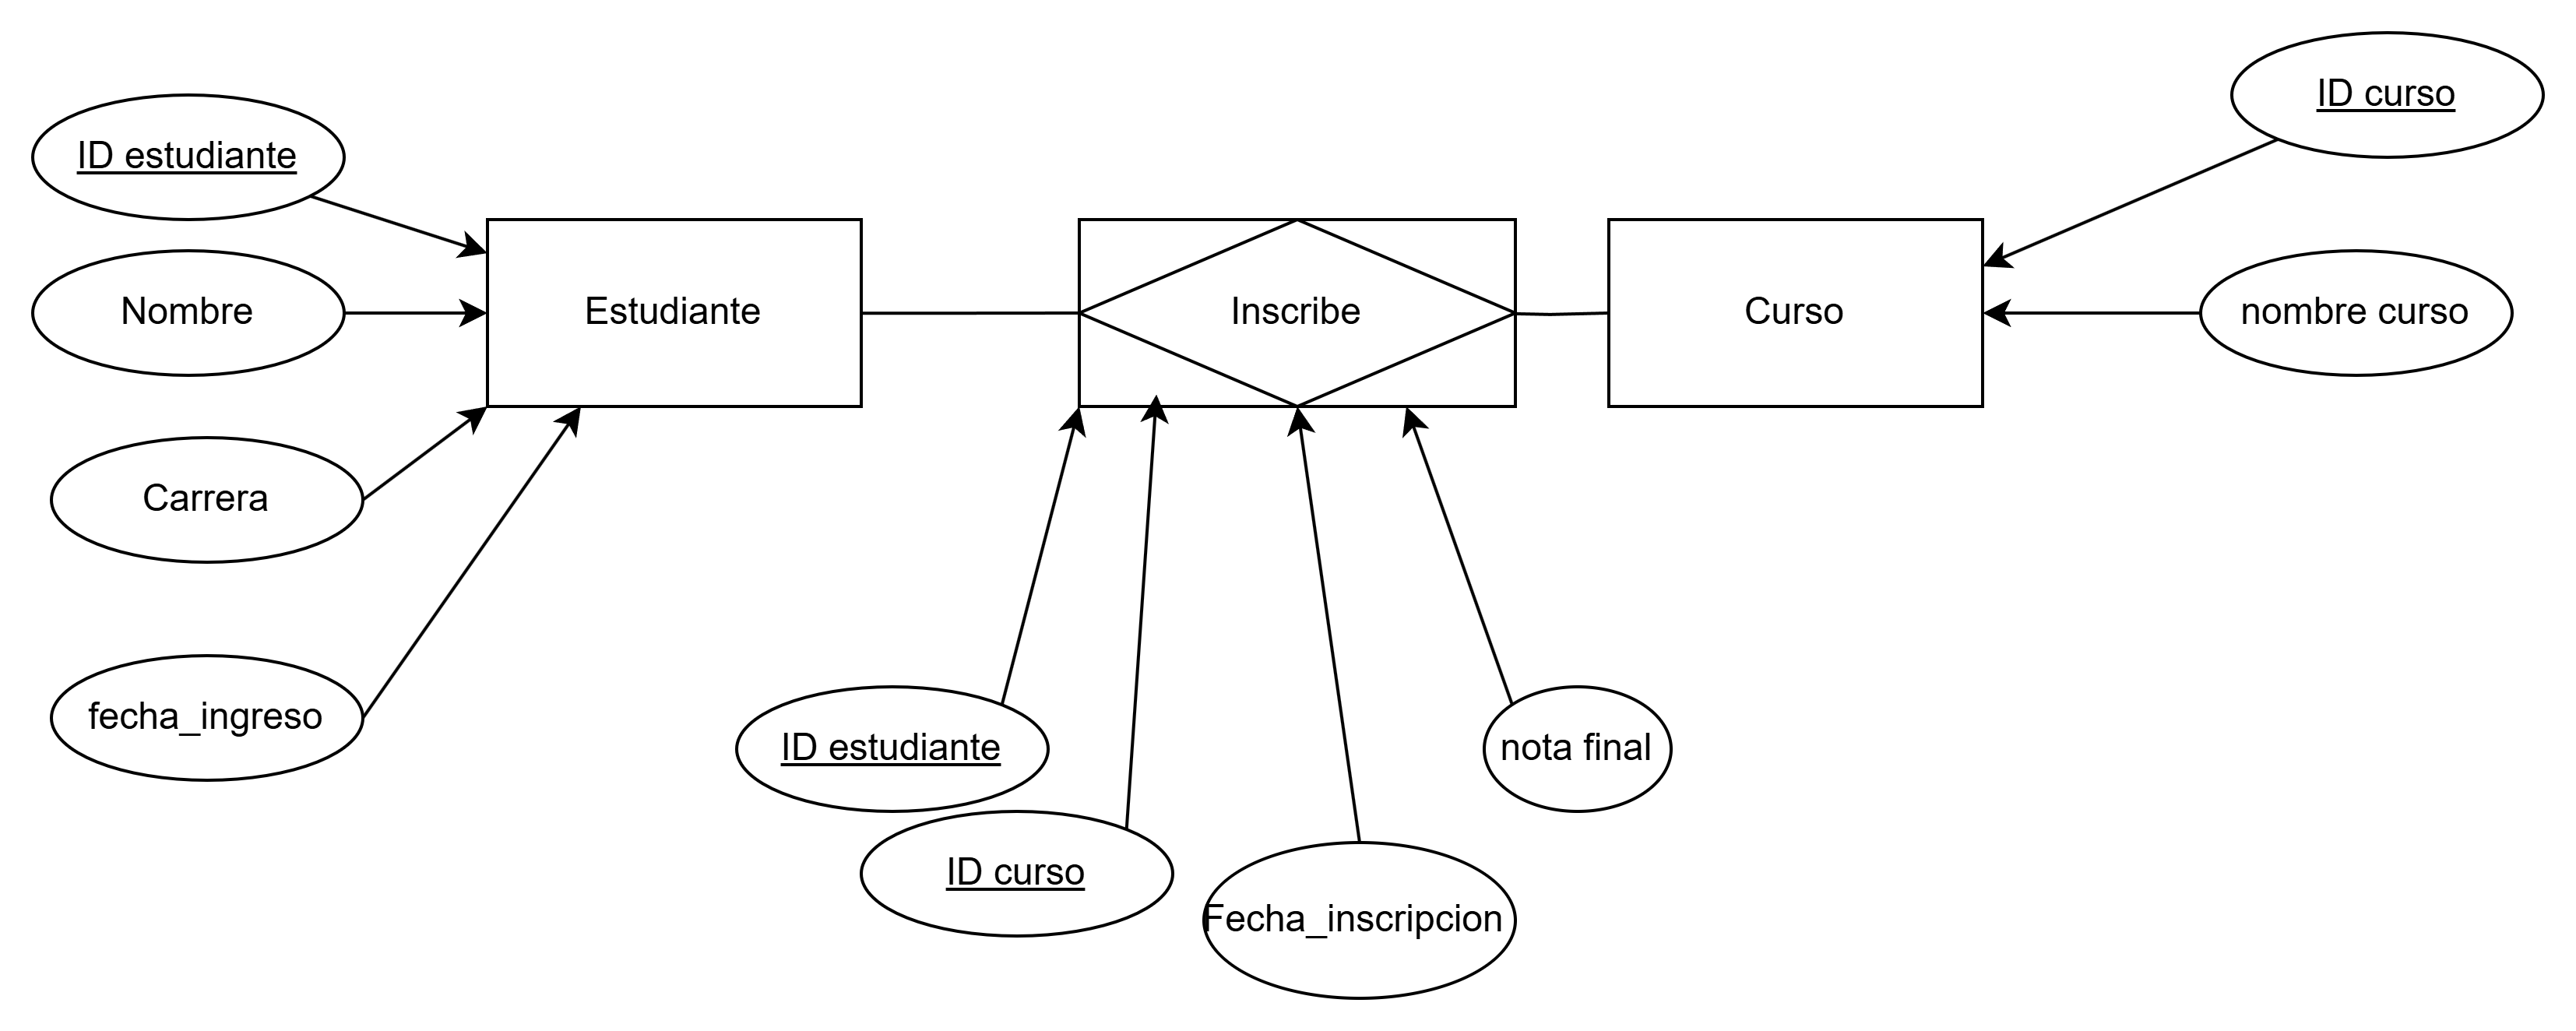 ID estudiante
Nombre
Carrera
fecha_ingreso
Estudiante
Inscribe
Curso
ID curso
nombre curso
ID estudiante
ID curso
Fecha_inscripcion
nota final